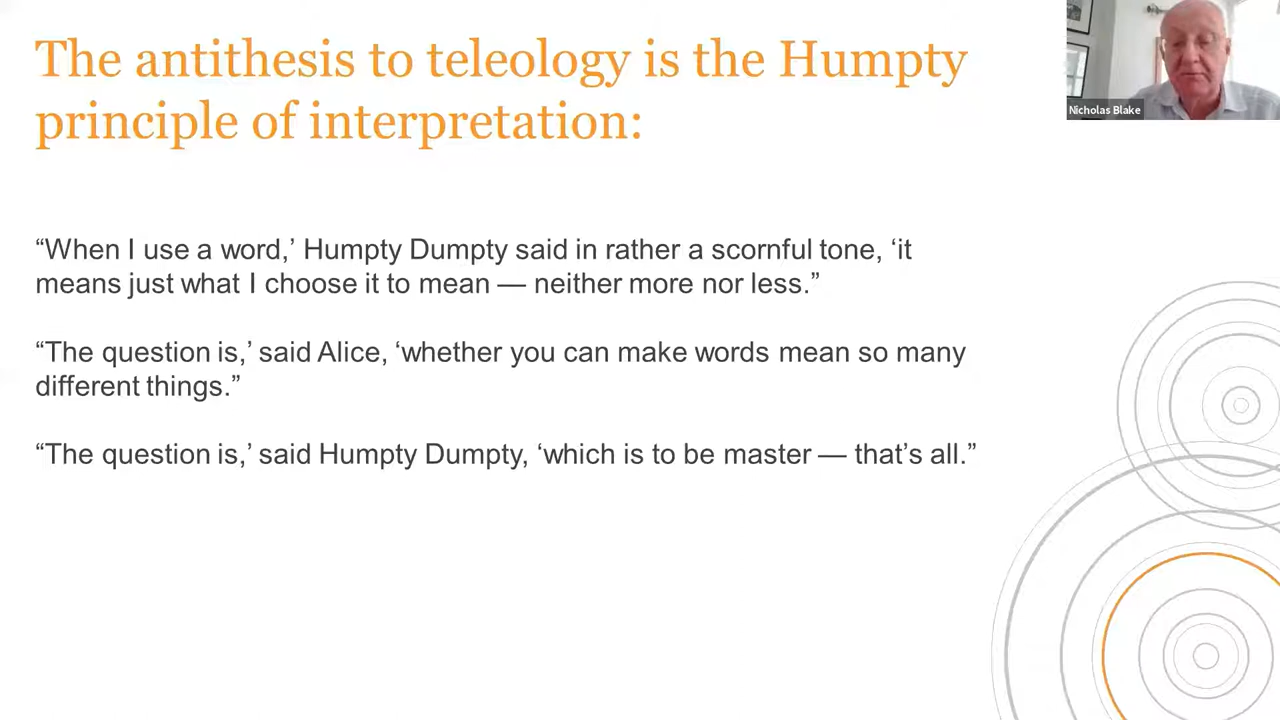 The antithesis to teleology is the Humpty
principle of interpretation:
Nicholas Blake
“When I use a word,’ Humpty Dumpty said in rather a scornful tone, ‘it
means just what I choose it to mean — neither more nor less.”
“The question is,’ said Alice, ‘whether you can make words mean so many
different things.”
“The question is,’ said Humpty Dumpty, ‘which is to be master — that’s all.”